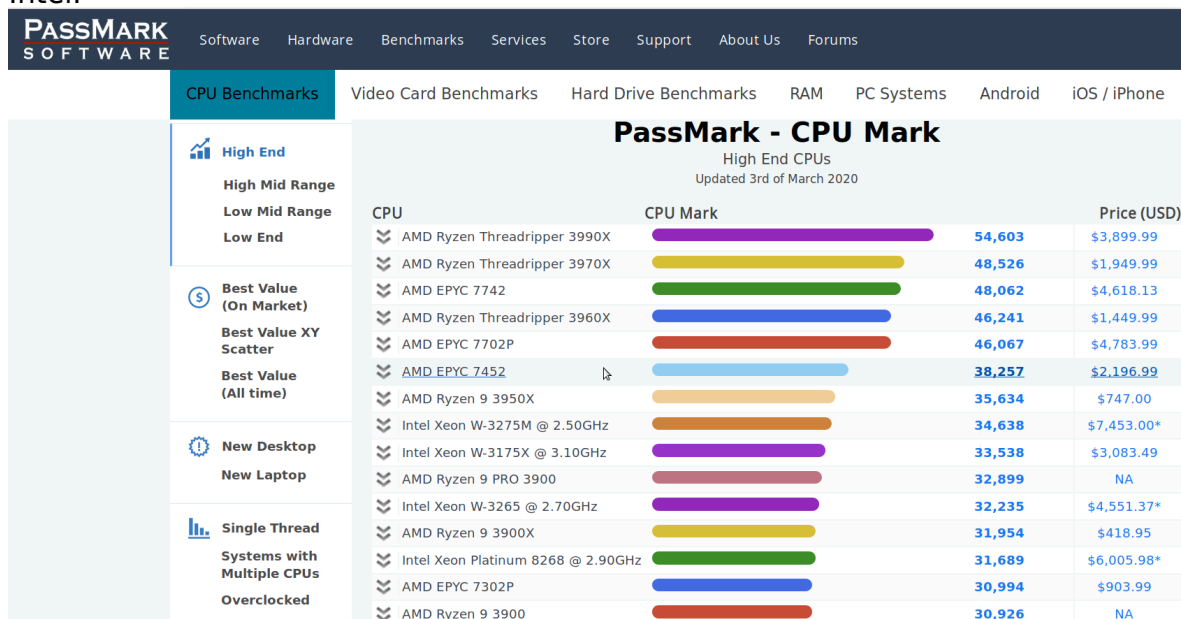 PASSMARK
SOFTWARE
Software Hardware Benchmarks Services Store Support About Us Forums
CPU Benchmarks Video Card Benchmarks Hard Drive Benchmarks RAM PC Systems Android iOS / iPhone
High End
High Mid Range
Low Mid Range
Low End
Best Value
(On Market)
Best Value XY
Scatter
Best Value
(All time)
New Desktop
New Laptop
Single Thread
Systems with
Multiple CPUs
Overclocked
PassMark - CPU Mark
High End CPUs
Updated 3rd of March 2020
CPU CPU Mark Price (USD)
AMD Ryzen Threadripper 3990X 54,603 $3,899.99
AMD Ryzen Threadripper 3970X 48,526 $1,949.99
AMD EPYC 7742 48,062 $4,618.13
AMD Ryzen Threadripper 3960X 46,241 $1,449.99
AMD EPYC 7702P 46,067 $4,783.99
AMD EPYC 7452 38,257 $2,196.99
AMD Ryzen 9 3950X 35,634 $747.00
Intel Xeon W-3275M @ 2.50GHz 34,638 $7,453.00*
Intel Xeon W-3175X @ 3.10GHz 33,538 $3,083.49
AMD Ryzen 9 PRO 3900 32,899 NA
Intel Xeon W-3265 @ 2.70GHz 32,235 $4,551.37*
AMD Ryzen 9 3900X 31,954 $418.95
Intel Xeon Platinum 8268 @ 2.90GHz 31,689 $6,005.98*
AMD EPYC 7302P 30,994 $903.99
AMD Ryzen 9 3900 30,926 NA